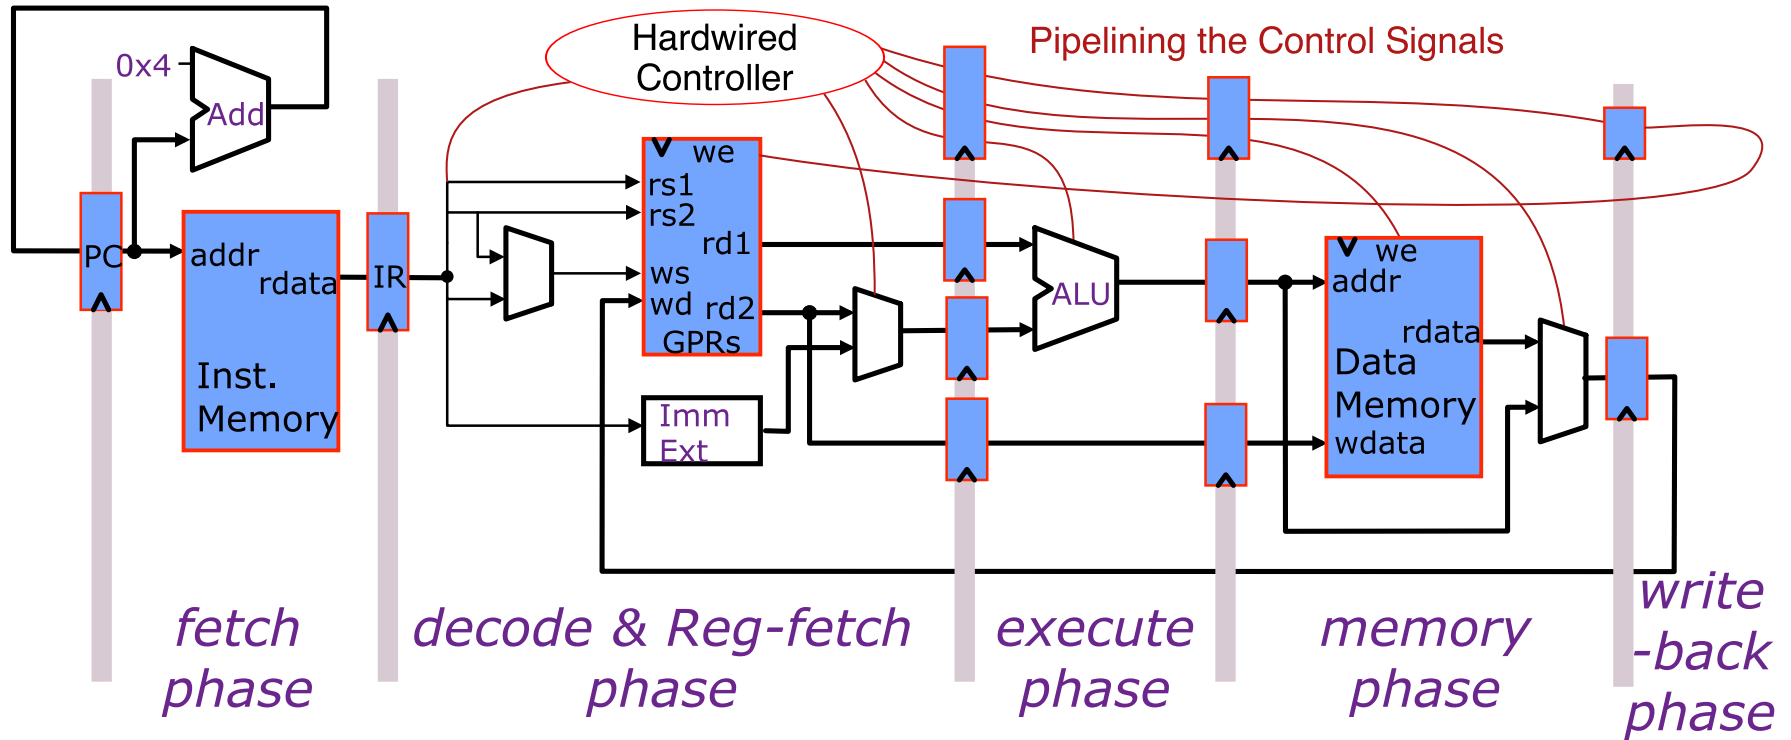 Hardwired
Controller
Pipelining the Control Signals
0x4
Add
PC
addr
rdata
Inst.
Memory
IR
we
rs1
rs2
rd1
ws
wd
rd2
GPRs
Imm
Ext
ALU
we
addr
rdata
Data
Memory
wdata
fetch
phase
decode & Reg-fetch
phase
execute
phase
memory
phase
write
-back
phase